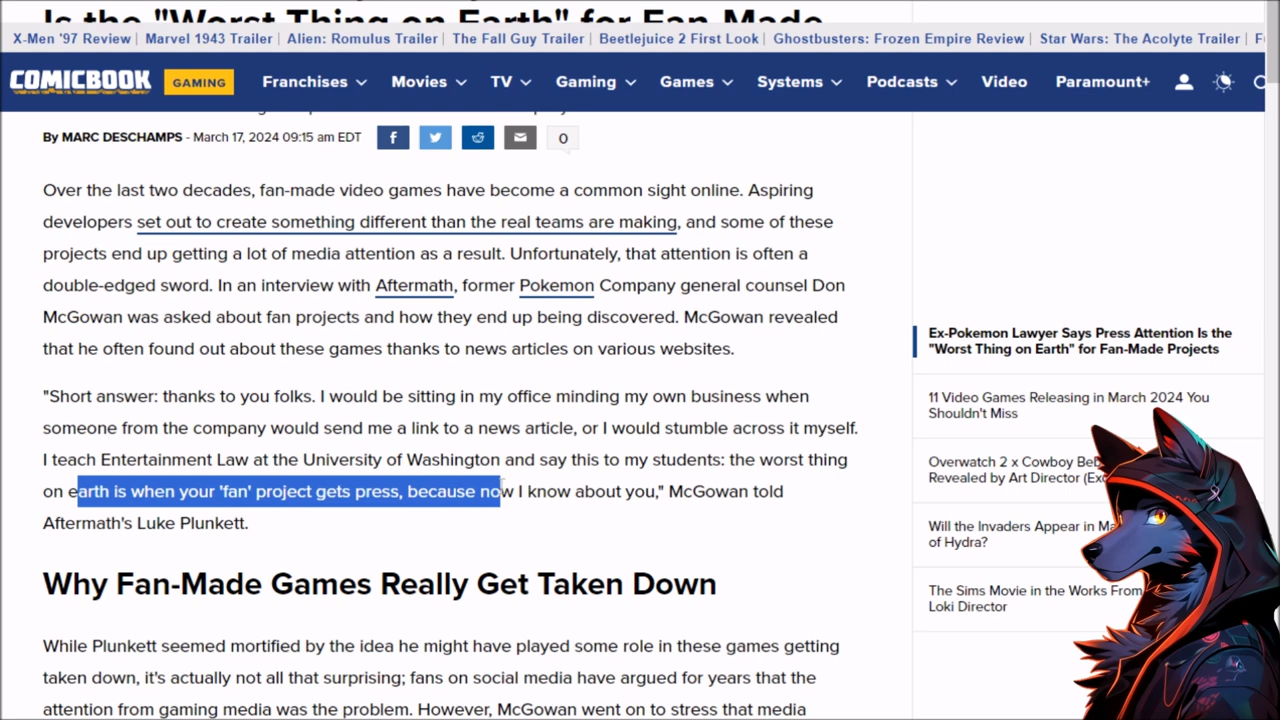 Is the "Worst Thing on Earth" for Fan-Made
X-Men '97 Review | Marvel 1943 Trailer | Alien: Romulus Trailer | The Fall Guy Trailer | Beetlejuice 2 First Look | Ghostbusters: Frozen Empire Review | Star Wars: The Acolyte Trailer |
COMICBOOK GAMING Franchises Movies TV Gaming Games Systems Podcasts Video Paramount+
By MARC DESCHAMPS - March 17, 2024 09:15 am EDT
0
Over the last two decades, fan-made video games have become a common sight online. Aspiring
developers set out to create something different than the real teams are making, and some of these
projects end up getting a lot of media attention as a result. Unfortunately, that attention is often a
double-edged sword. In an interview with Aftermath, former Pokemon Company general counsel Don
McGowan was asked about fan projects and how they end up being discovered. McGowan revealed
that he often found out about these games thanks to news articles on various websites.
"Short answer: thanks to you folks. I would be sitting in my office minding my own business when
someone from the company would send me a link to a news article, or I would stumble across it myself.
I teach Entertainment Law at the University of Washington and say this to my students: the worst thing
on earth is when your 'fan' project gets press, because now I know about you," McGowan told
Aftermath's Luke Plunkett.
Why Fan-Made Games Really Get Taken Down
While Plunkett seemed mortified by the idea he might have played some role in these games getting
taken down, it's actually not all that surprising; fans on social media have argued for years that the
attention from gaming media was the problem. However, McGowan went on to stress that media
Ex-Pokemon Lawyer Says Press Attention Is the
"Worst Thing on Earth" for Fan-Made Projects
11 Video Games Releasing in March 2024 You
Shouldn't Miss
Overwatch 2 x Cowboy
Revealed by Art Director
Will the Invaders Appear in
of Hydra?
The Sims Movie in the Works From
Loki Director